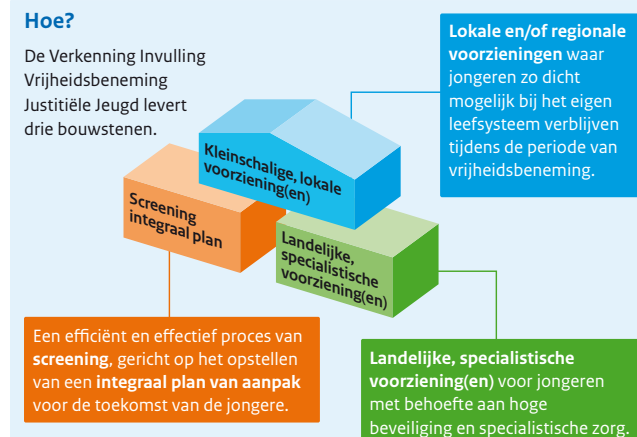 Hoe?
De Verkenning Invulling
Vrijheidsbeneming
Justitiële Jeugd levert
drie bouwstenen.
Lokale en/of regionale
voorzieningen waar
jongeren zo dicht
mogelijk bij het eigen
leefsysteem verblijven
tijdens de periode van
vrijheidsbeneming.
Kleinschalige, lokale
voorziening(en)
Screening
integraal plan
Landelijke,
specialistische
voorziening(en)
Een efficiënt en effectief proces van
screening, gericht op het opstellen
van een integraal plan van aanpak
voor de toekomst van de jongere.
Landelijke, specialistische
voorziening(en) voor jongeren
met behoefte aan hoge
beveiliging en specialistische zorg.